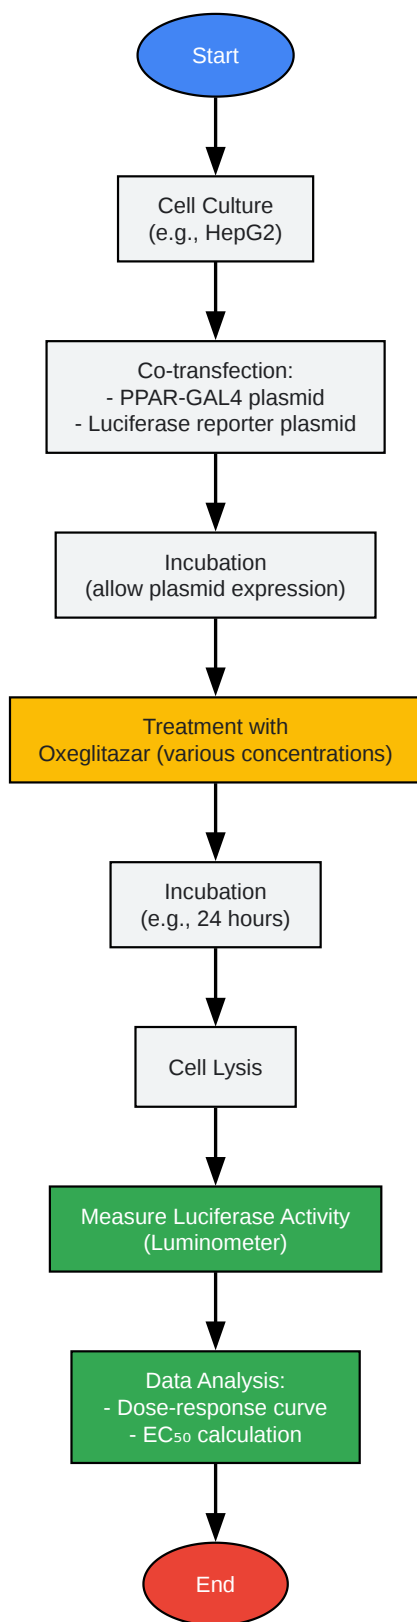 Start
Cell Culture
(e.g., HepG2)
Co-transfection:
- PPAR-GAL4 plasmid
- Luciferase reporter plasmid
Incubation
(allow plasmid expression)
Treatment with
Oxeglitazar (various concentrations)
Incubation
(e.g., 24 hours)
Cell Lysis
Measure Luciferase Activity
(Luminometer)
Data Analysis:
- Dose-response curve
- EC₅₀ calculation
End